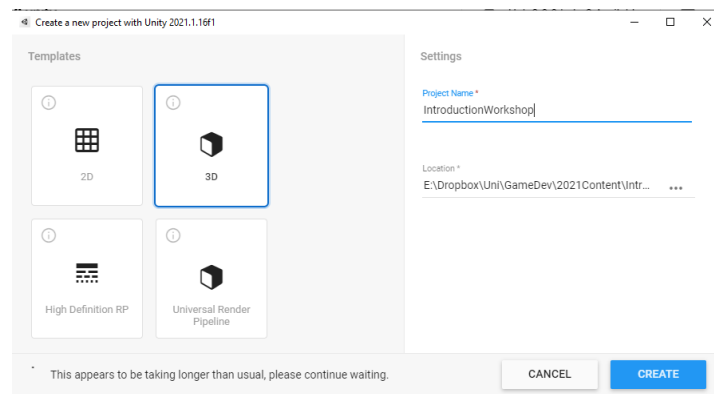 Create a new project with Unity 2021.1.16f1
Templates
Settings
2D
3D
High Definition RP
Universal Render
Pipeline
Project Name *
IntroductionWorkshop
Location *
E:\Dropbox\Uni\GameDev\2021Content\Intr...
This appears to be taking longer than usual, please continue waiting.
CANCEL
CREATE